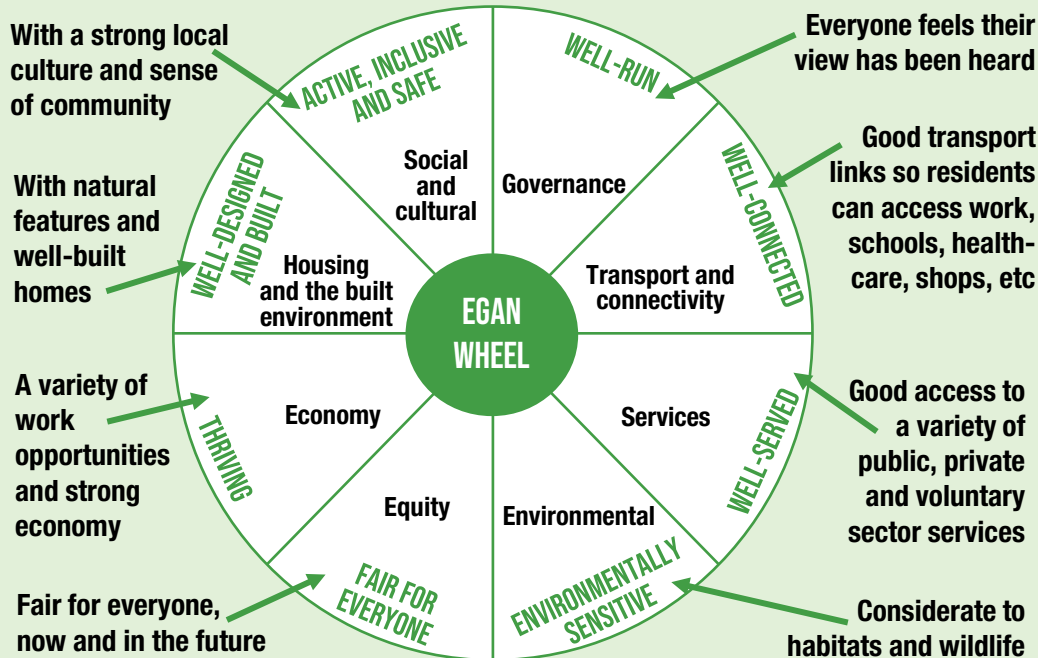 With a strong local
culture and sense
of community
ACTIVE, INCLUSIVE
AND SAFE
Social
and
cultural
WELL-RUN
Governance
Everyone feels their
view has been heard
WELL-CONNECTED
Transport and
connectivity
Good transport
links so residents
can access work,
schools, health-
care, shops, etc
With natural
features and
well-built
homes
WELL-DESIGNED
AND BUILT
Housing
and the built
environment
EGAN
WHEEL
A variety of
work
opportunities
and strong
economy
THRIVING
Economy
Services
WELL-SERVED
Good access to
a variety of
public, private
and voluntary
sector services
Fair for everyone,
now and in the future
FAIR FOR
EVERYONE
Equity
Environmental
ENVIRONMENTALLY
SENSITIVE
Considerate to
habitats and wildlife